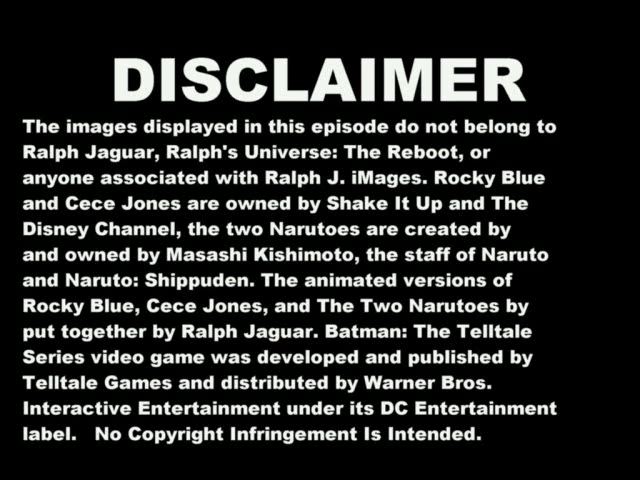 DISCLAIMER
The images displayed in this episode do not belong to
Ralph Jaguar, Ralph's Universe: The Reboot, or
anyone associated with Ralph J. iMages. Rocky Blue
and Cece Jones are owned by Shake It Up and The
Disney Channel, the two Narutoes are created by
and owned by Masashi Kishimoto, the staff of Naruto
and Naruto: Shippuden. The animated versions of
Rocky Blue, Cece Jones, and The Two Narutoes by
put together by Ralph Jaguar. Batman: The Telltale
Series video game was developed and published by
Telltale Games and distributed by Warner Bros.
Interactive Entertainment under its DC Entertainment
label.   No Copyright Infringement Is Intended.